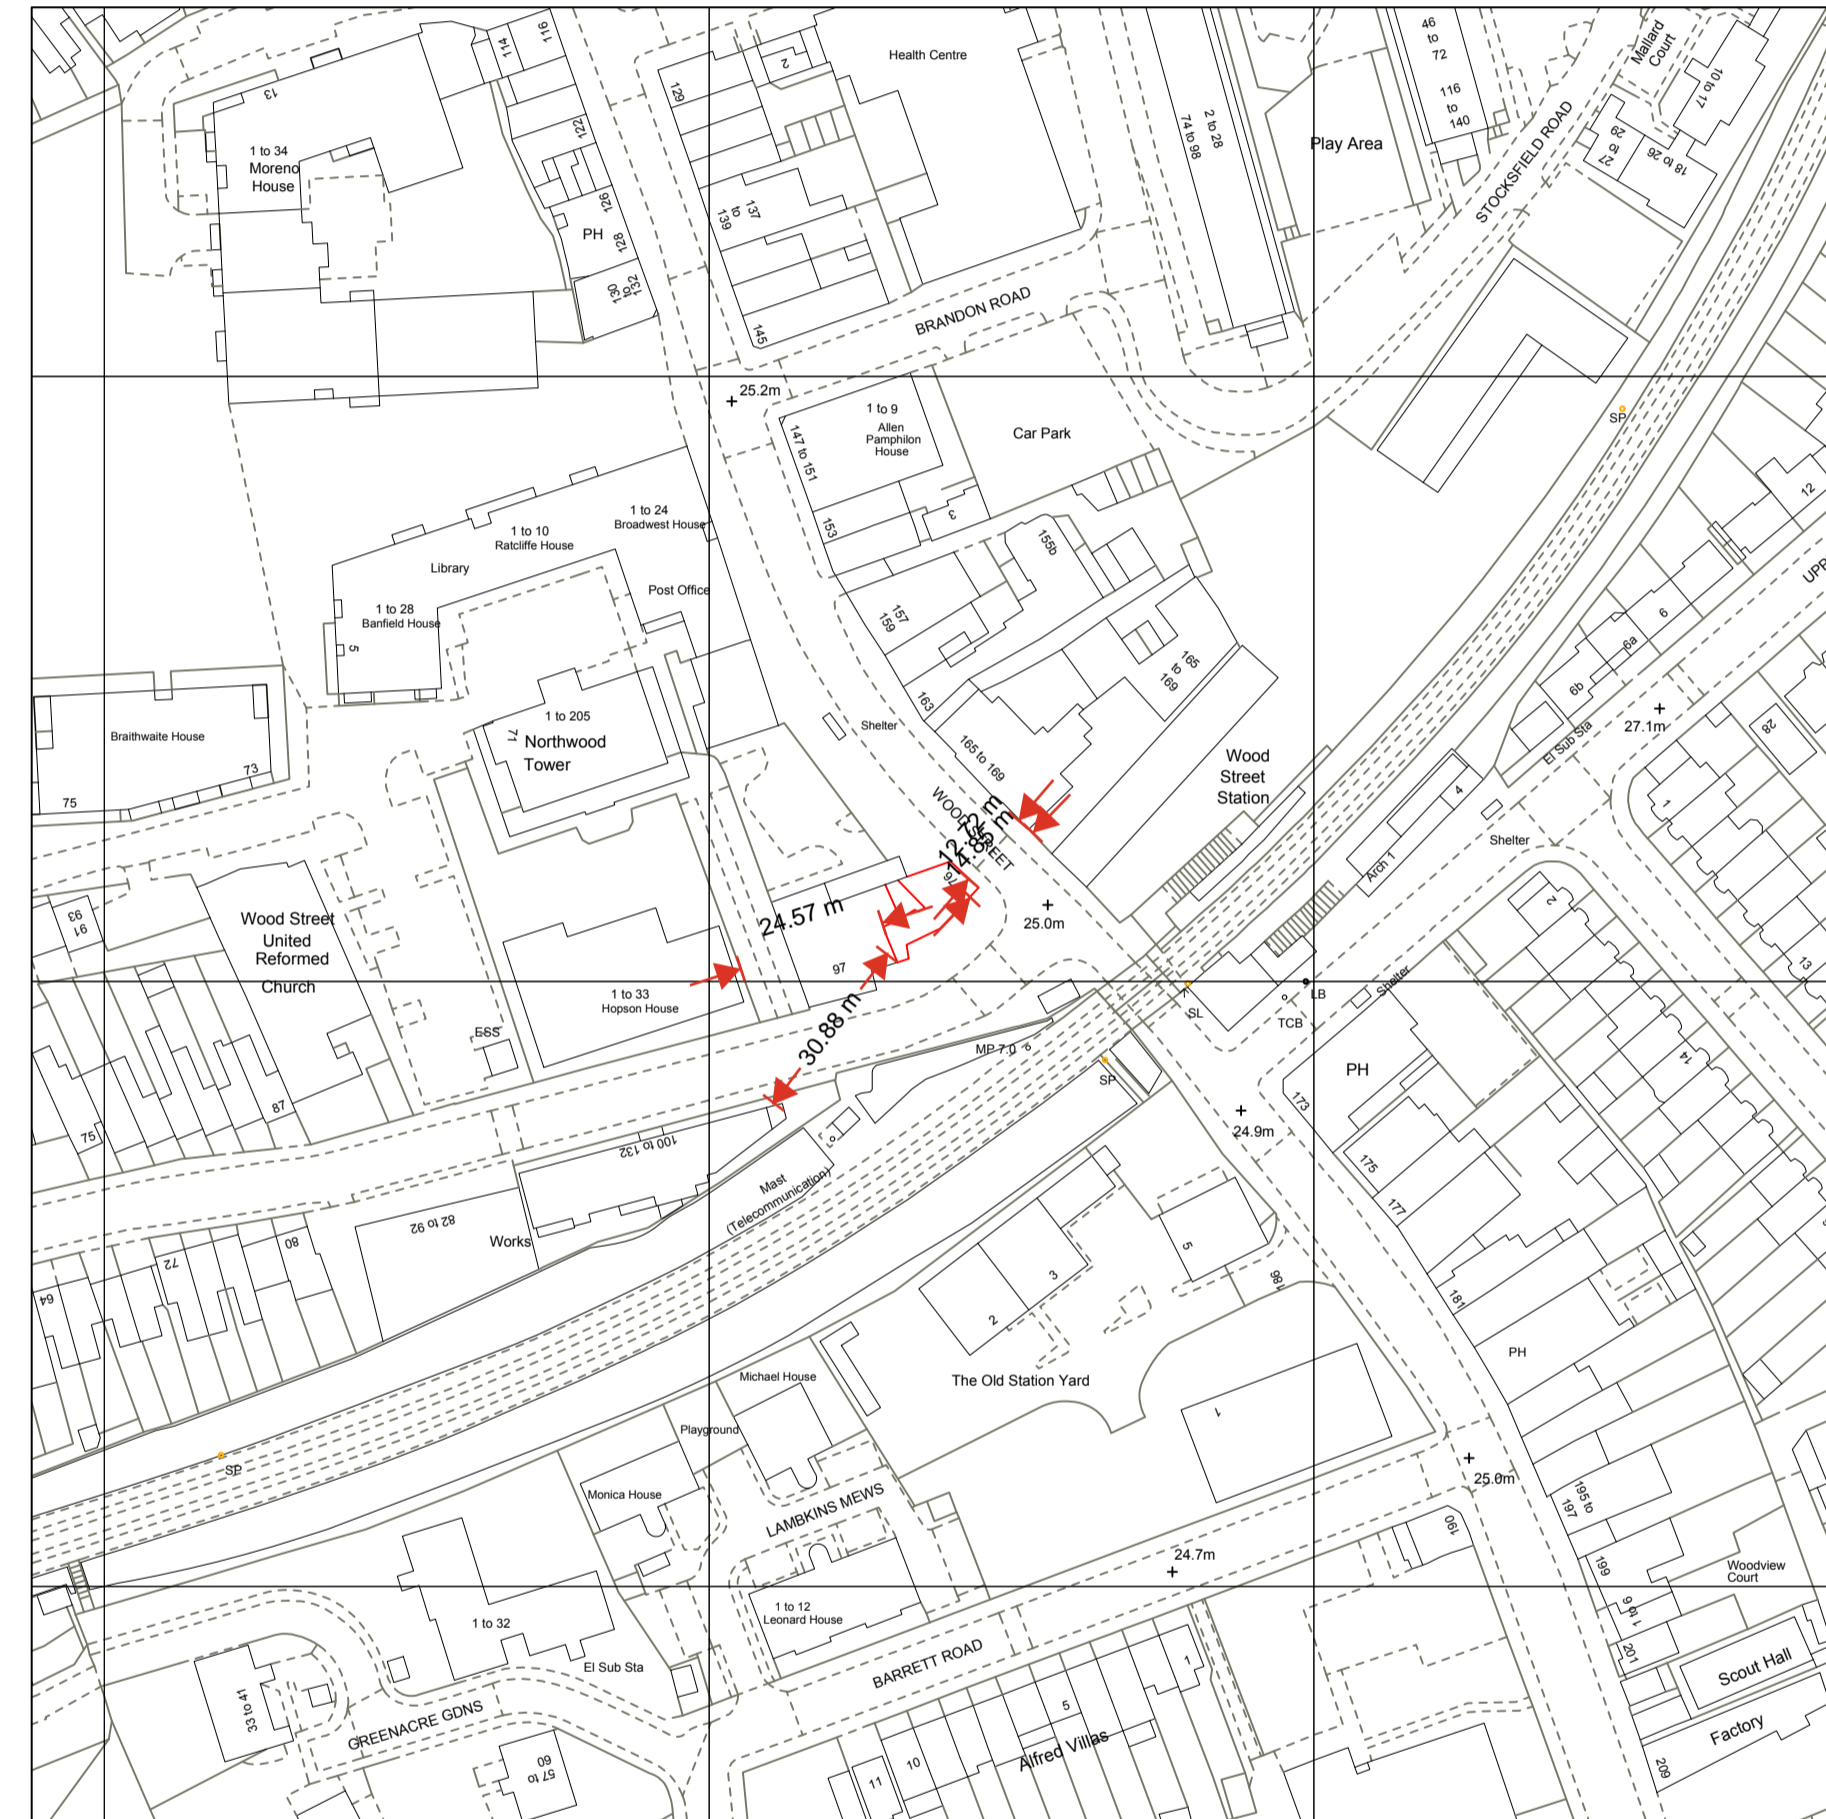 114
116
13
1 to 34
Moreno
House
122
126
PH
128
130
to
132
129
2
Health Centre
137
to
139
145
BRANDON ROAD
2 to 28
74 to 98
Play Area
46
to
72
116
to
140
STOCKSFIELD ROAD
Mallard
Court
10 to 17
27
to
29
18 to 26
25.2m
1 to 9
Allen
Pamphilon
House
147 to 151
153
3
Car Park
SP
12
155b
157
159
163
165
to
169
165 to 169
1 to 24
Broadwest House
1 to 10
Ratcliffe House
Library
Post Office
1 to 28
Banfield House
5
Braithwaite House
73
75
1 to 205
71
Northwood
Tower
Shelter
WOOD STREET
Wood
Street
Station
6
6a
6b
El Sub Sta
27.1m
28
1
4
Arch 1
Shelter
2
13
14
24.57 m
30.88 m
97
25.0m
93
91
Wood Street
United
Reformed
Church
1 to 33
Hopson House
ESS
87
75
MP 7.0
SP
SL
LB
TCB
Shelter
PH
173
24.9m
175
177
181
100 to 132
Mast
(Telecommunication)
82 to 92
Works
80
72
64
5
3
2
186
PH
The Old Station Yard
1
Michael House
Playground
Monica House
LAMBKINS MEWS
SP
25.0m
195 to
197
190
24.7m
199
1 to 6
201
Woodview
Court
Scout Hall
Factory
209
1 to 12
Leonard House
1 to 32
El Sub Sta
33 to 41
GREENACRE GDNS
57 to
60
BARRETT ROAD
1
5
10
11
Alfred Villas